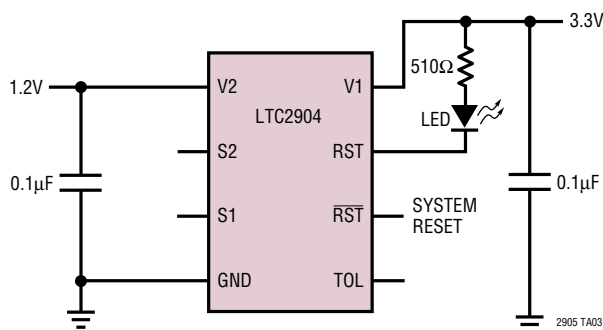 3.3V
510Ω
1.2V
V2
V1
LTC2904
LED
S2
RST
0.1µF
0.1µF
S1
R̅S̅T̅
SYSTEM
RESET
GND
TOL
2905 TA03